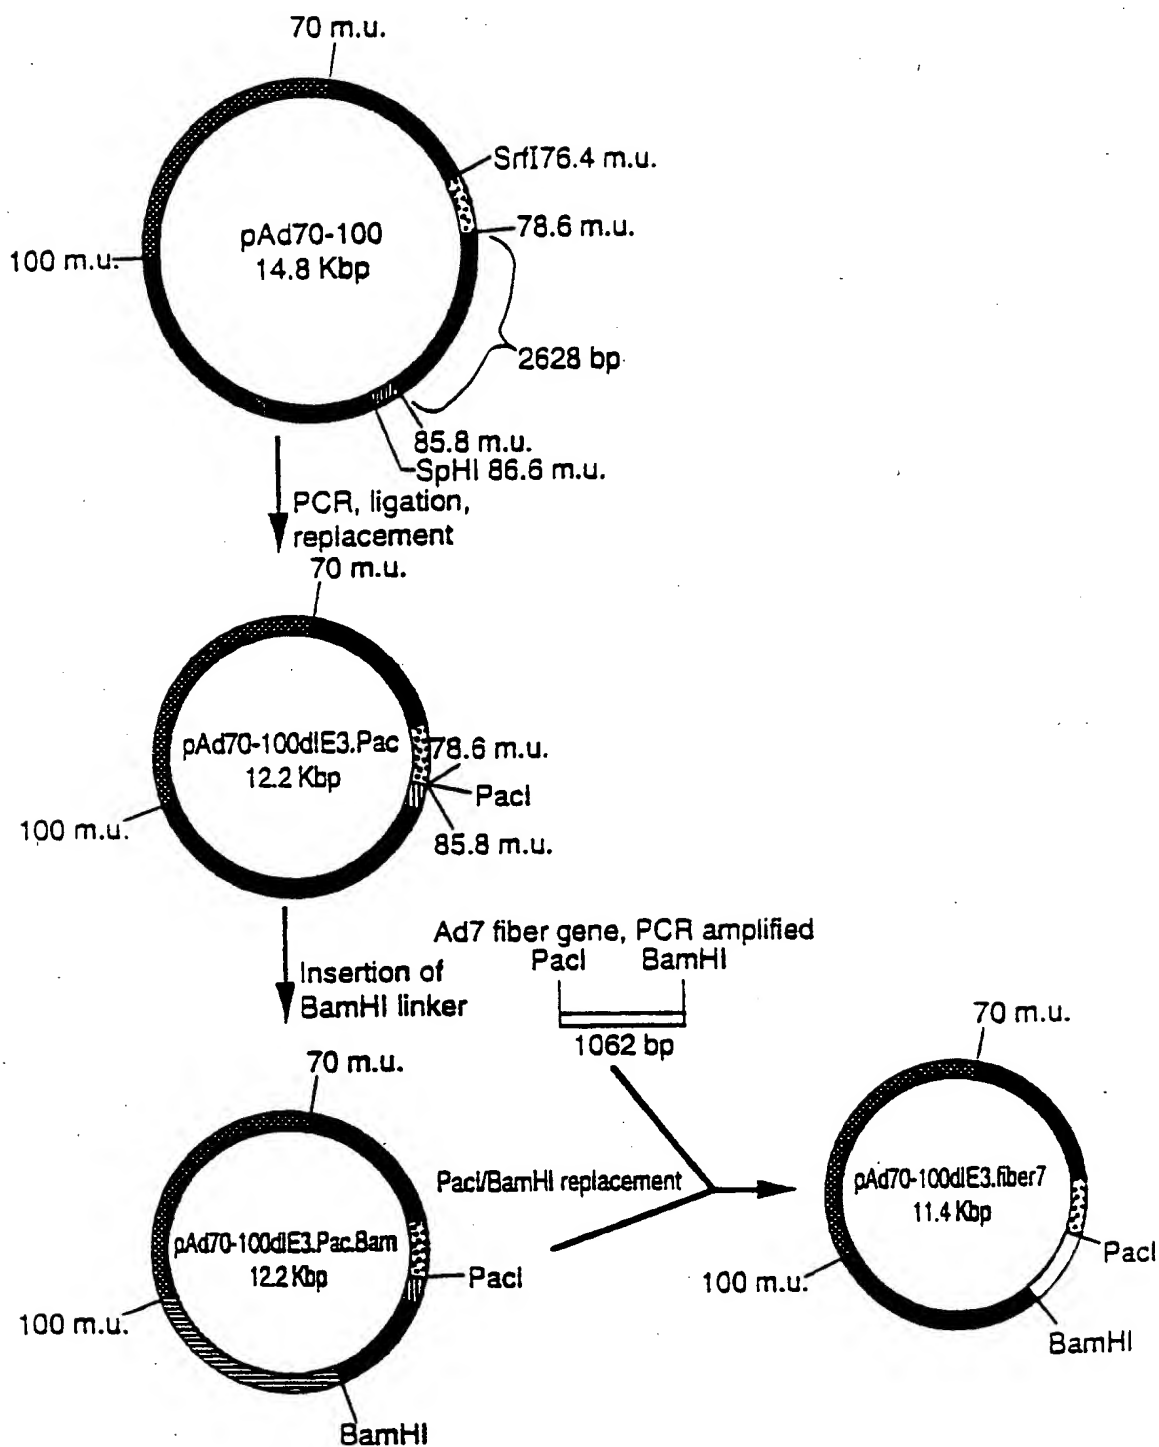 70 m.u.
SrfI76.4 m.u.
78.6 m.u.
pAd70-100
14.8 Kbp
100 m.u.
2628 bp
85.8 m.u.
SpHI 86.6 m.u.
PCR, ligation,
replacement
70 m.u.
pAd70-100dlE3.Pac
12.2 Kbp
78.6 m.u.
PacI
100 m.u.
85.8 m.u.
Ad7 fiber gene, PCR amplified
PacI BamHI
Insertion of
BamHI linker
1062 bp
70 m.u.
70 m.u.
PacI/BamHI replacement
pAd70-100dlE3.fiber7
11.4 Kbp
pAd70-100dlE3.Pac.Bam
12.2 Kbp
PacI
PacI
100 m.u.
100 m.u.
BamHI
BamHI